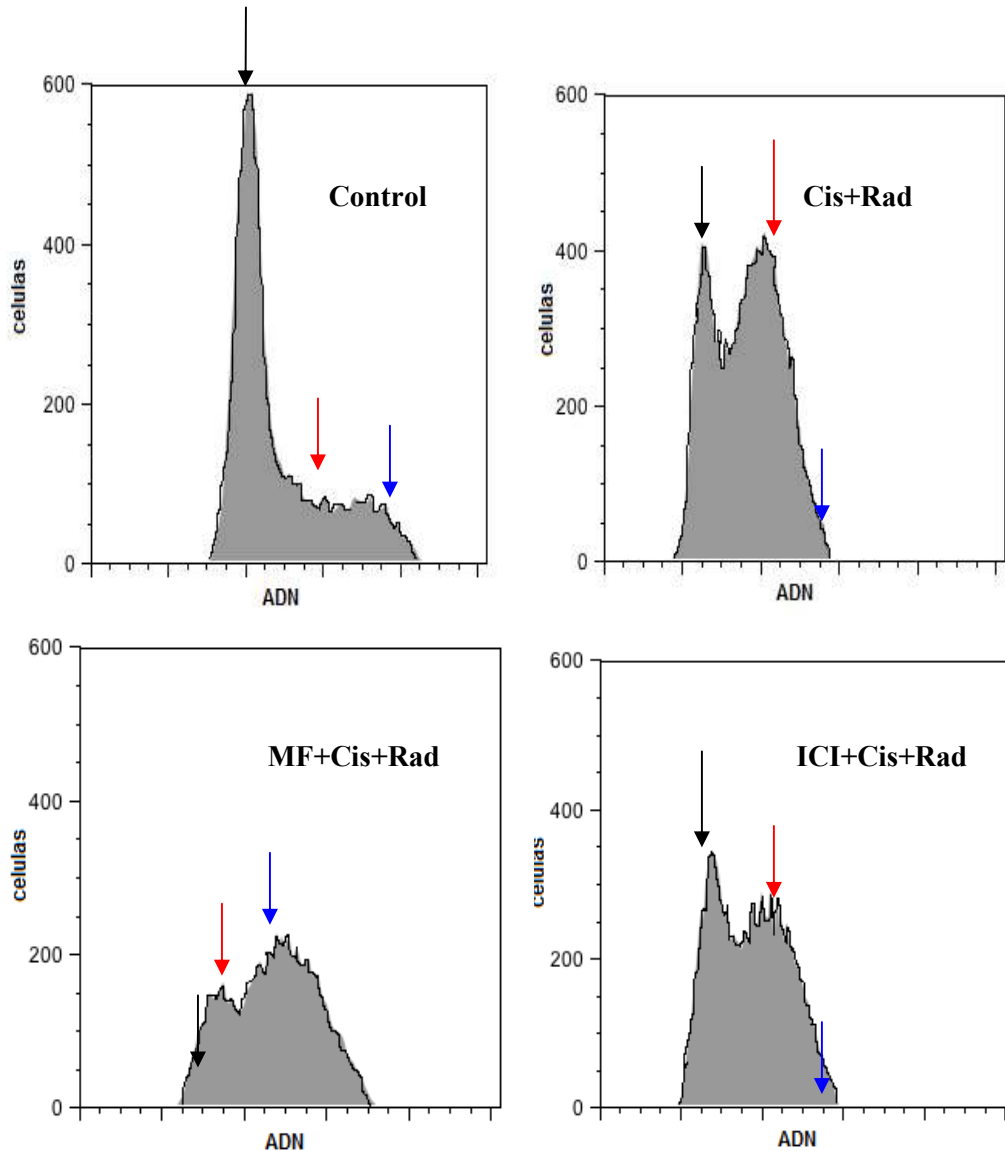 600
400
200
0
celulas
Control
ADN
600
400
200
0
celulas
Cis+Rad
ADN
600
400
200
0
celulas
MF+Cis+Rad
ADN
600
400
200
0
celulas
ICI+Cis+Rad
ADN